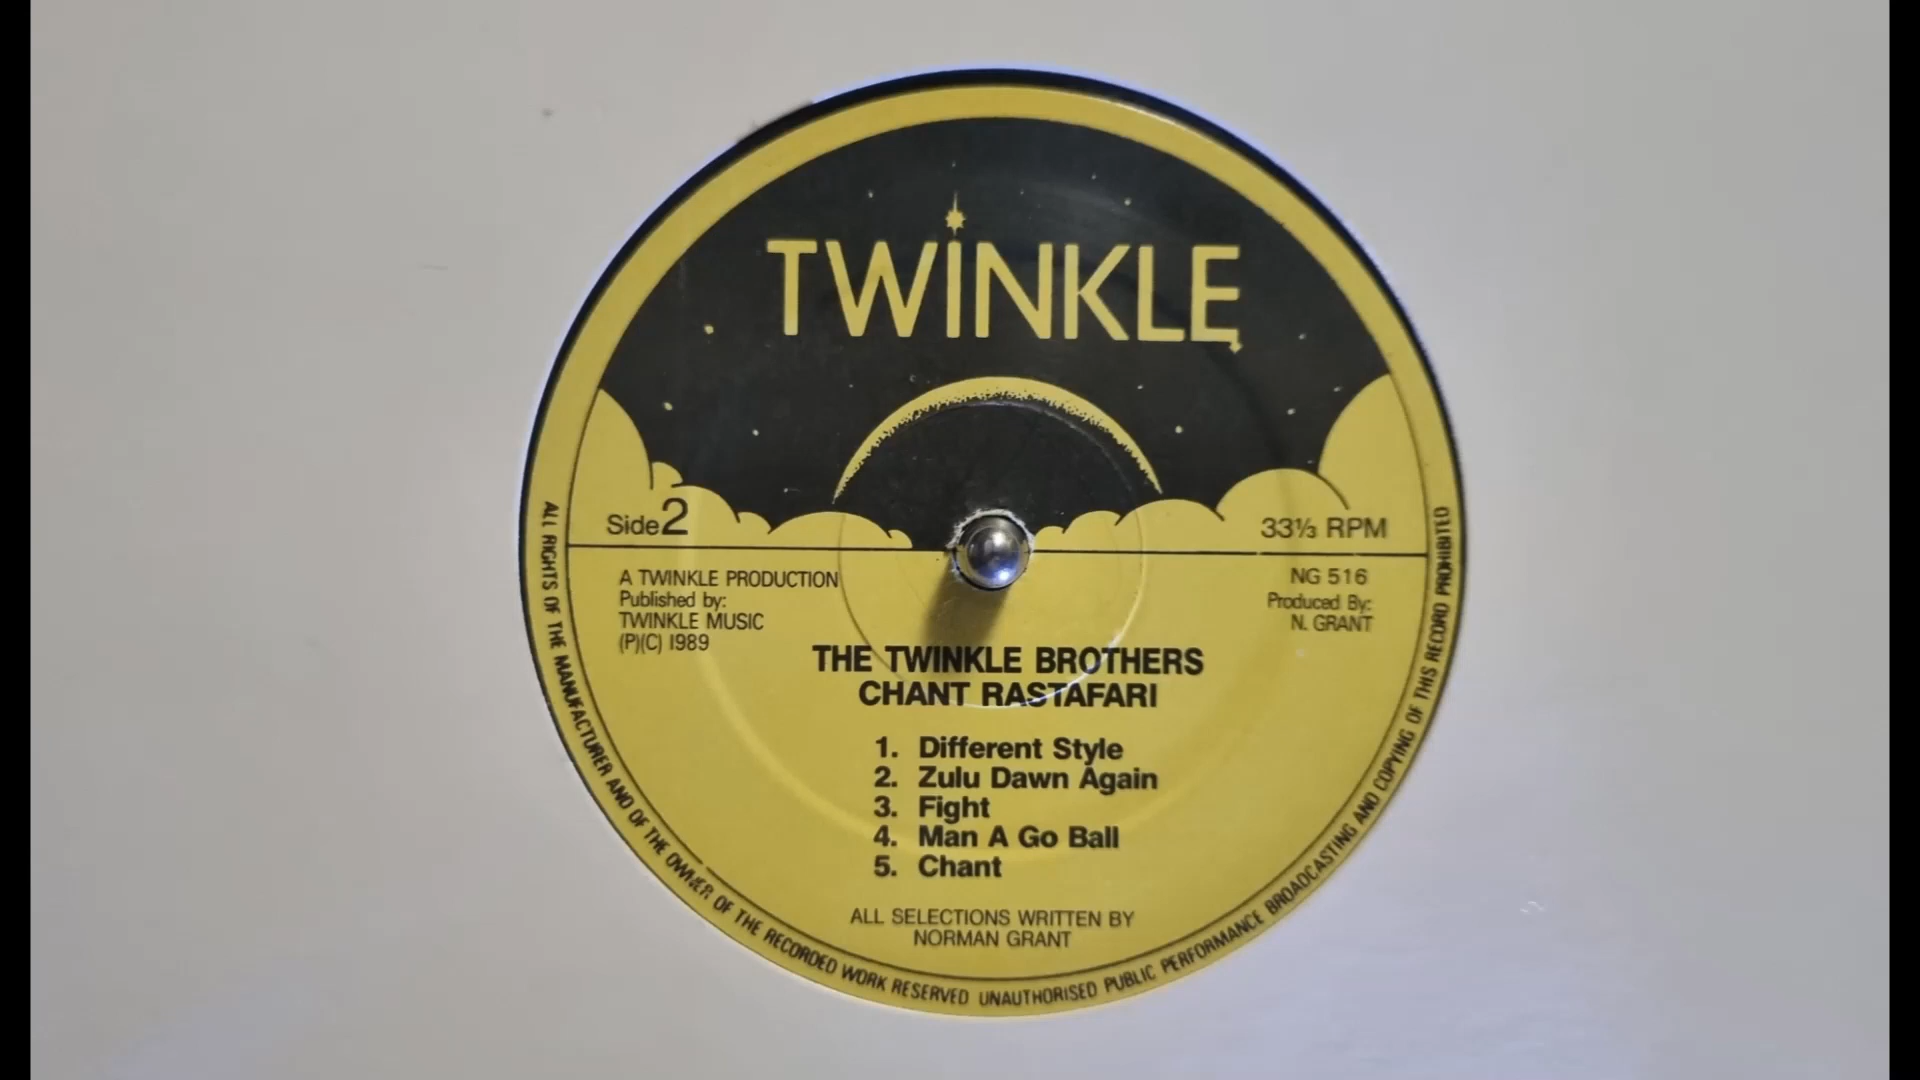 TWiNKLE
Side 2
33⅓ RPM
A TWINKLE PRODUCTION
Published by:
TWINKLE MUSIC
(P)(C) 1989
NG 516
Produced By:
N. GRANT
THE TWINKLE BROTHERS
CHANT RASTAFARI
1. Different Style
2. Zulu Dawn Again
3. Fight
4. Man A Go Ball
5. Chant
ALL SELECTIONS WRITTEN BY
NORMAN GRANT
ALL RIGHTS OF THE MANUFACTURER AND OF THE OWNER OF THE RECORDED WORK RESERVED UNAUTHORISED PUBLIC PERFORMANCE BROADCASTING AND COPYING OF THIS RECORD PROHIBITED